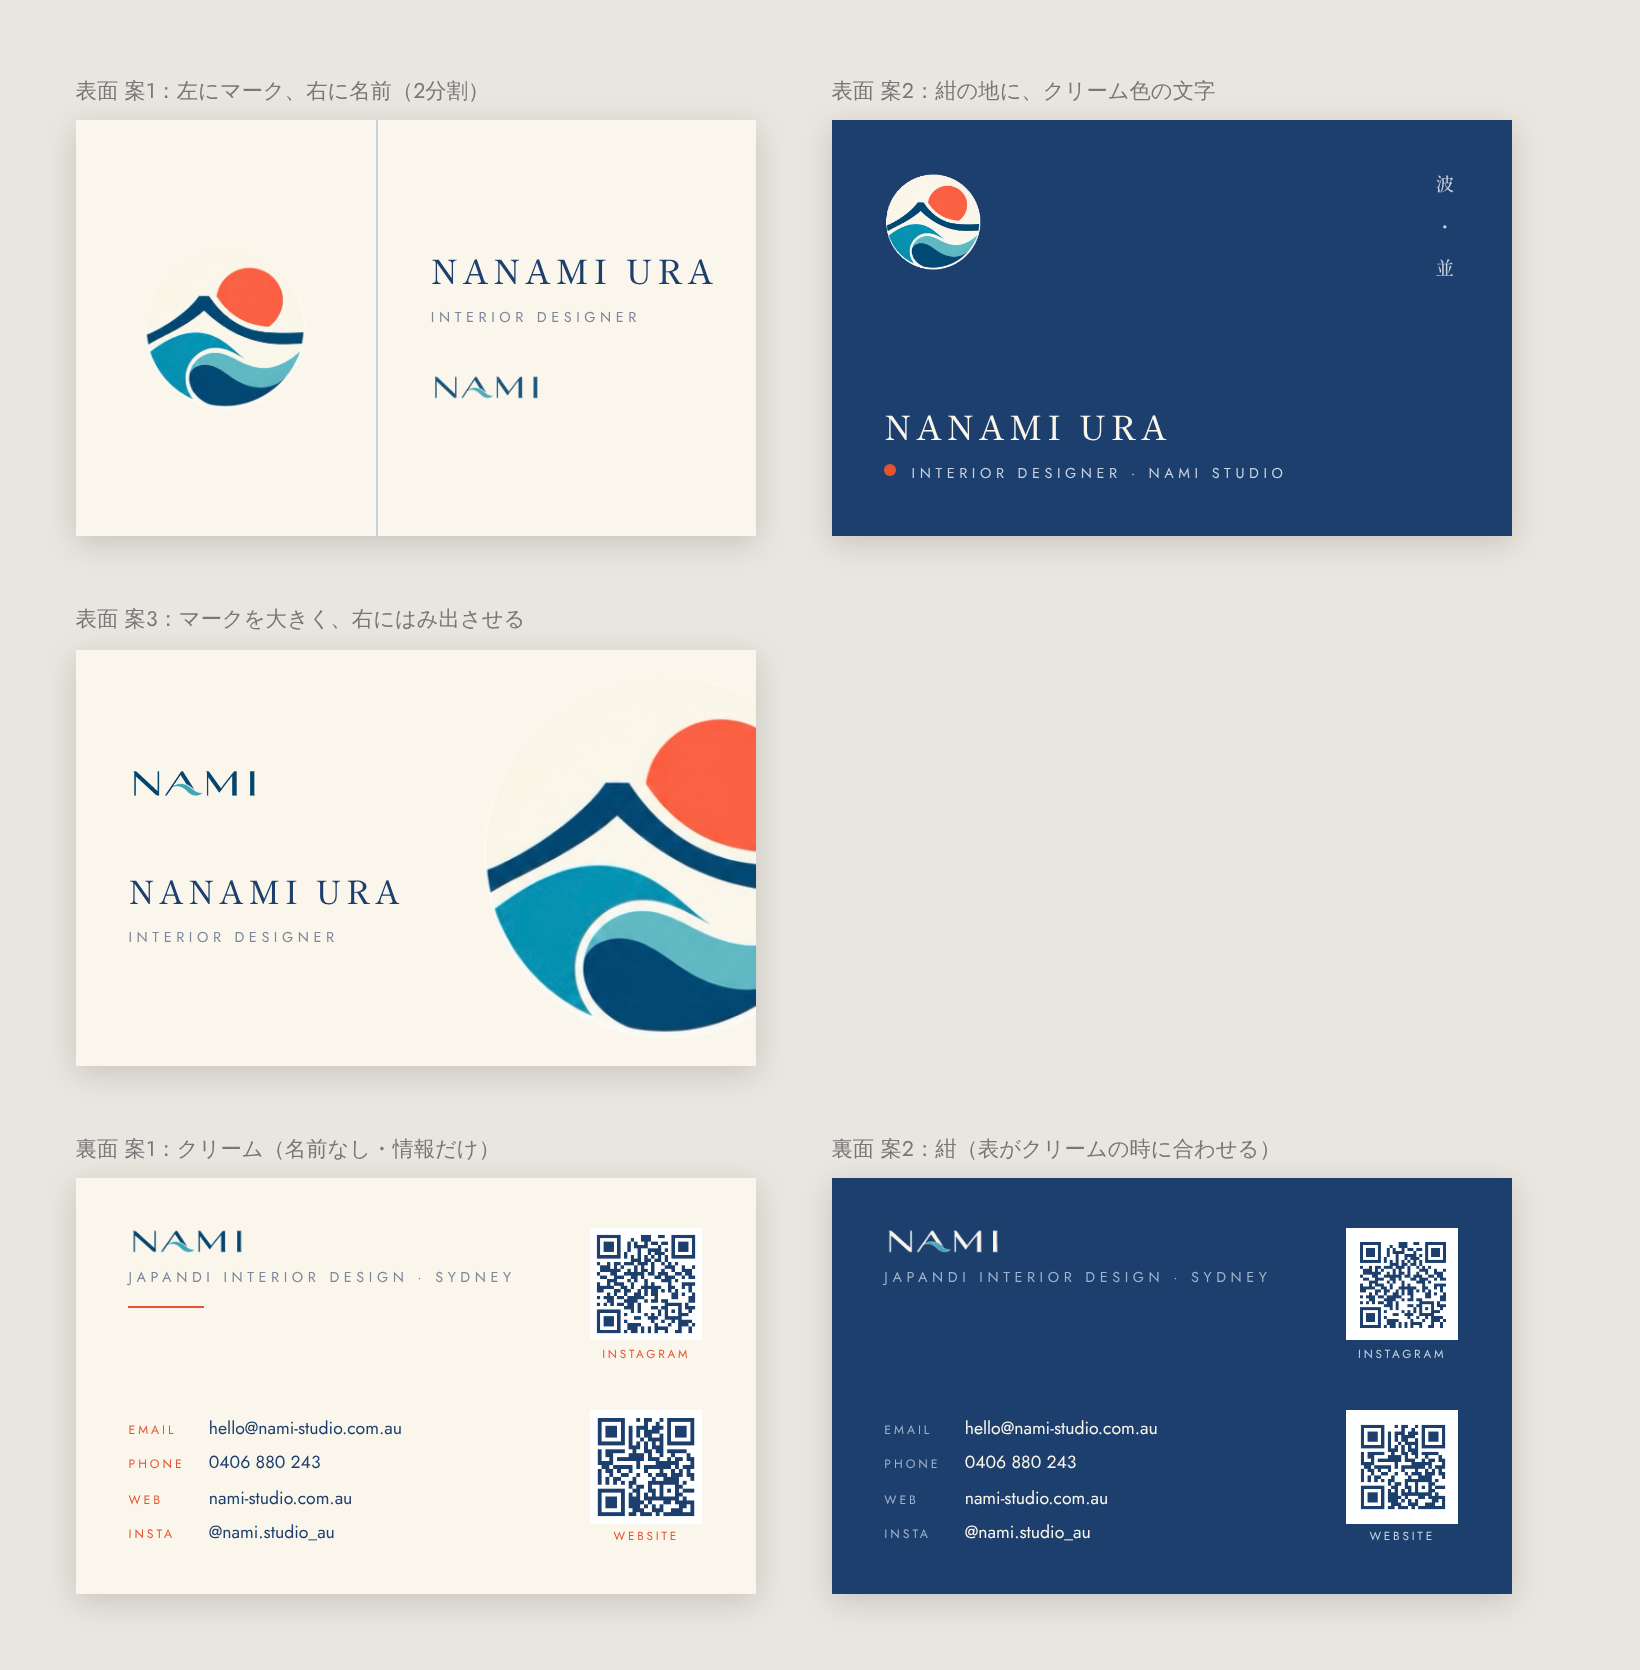 表面 案1：左にマーク、右に名前（2分割）
NANAMI URA
INTERIOR DESIGNER
NAMI
表面 案2：紺の地に、クリーム色の文字
波・並
NANAMI URA
INTERIOR DESIGNER · NAMI STUDIO
表面 案3：マークを大きく、右にはみ出させる
NAMI
NANAMI URA
INTERIOR DESIGNER
裏面 案1：クリーム（名前なし・情報だけ）
NAMI
JAPANDI INTERIOR DESIGN · SYDNEY
INSTAGRAM
EMAIL hello@nami-studio.com.au
PHONE 0406 880 243
WEB nami-studio.com.au
INSTA @nami.studio_au
WEBSITE
裏面 案2：紺（表がクリームの時に合わせる）
NAMI
JAPANDI INTERIOR DESIGN · SYDNEY
INSTAGRAM
EMAIL hello@nami-studio.com.au
PHONE 0406 880 243
WEB nami-studio.com.au
INSTA @nami.studio_au
WEBSITE